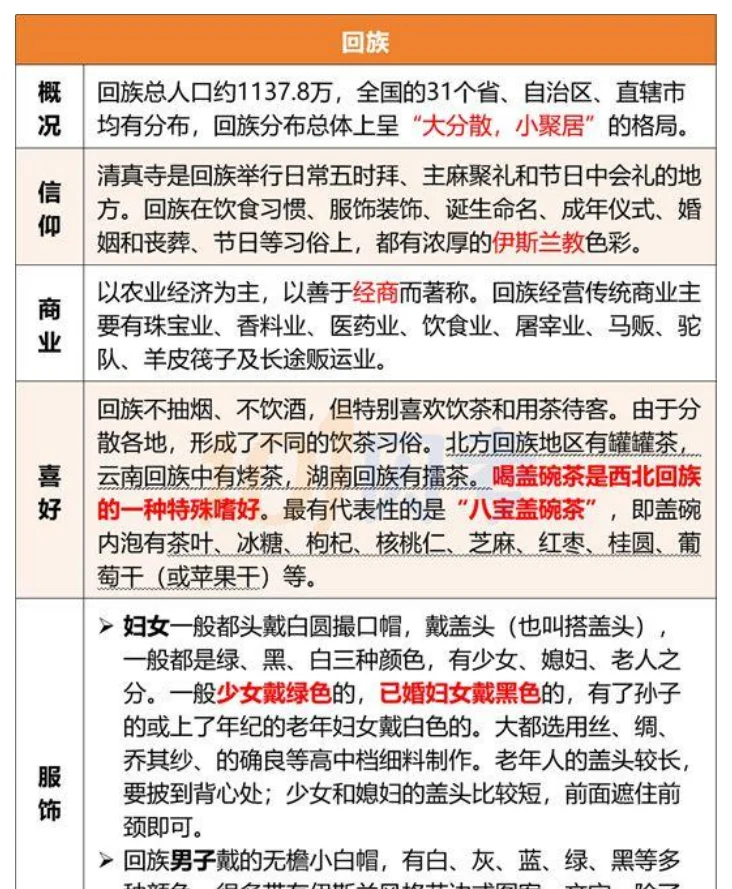 回族
概
况
回族总人口约1137.8万，全国的31个省、自治区、直辖市
均有分布，回族分布总体上呈“大分散，小聚居”的格局。
信
仰
清真寺是回族举行日常五时拜、主麻聚礼和节日中会礼的地
方。回族在饮食习惯、服饰装饰、诞生命名、成年仪式、婚
姻和丧葬、节日等习俗上，都有浓厚的伊斯兰教色彩。
商
业
以农业经济为主，以善于经商而著称。回族经营传统商业主
要有珠宝业、香料业、医药业、饮食业、屠宰业、马贩、驼
队、羊皮筏子及长途贩运业。
喜
好
回族不抽烟、不饮酒，但特别喜欢饮茶和用茶待客。由于分
散各地，形成了不同的饮茶习俗。北方回族地区有罐罐茶，
云南回族中有烤茶，湖南回族有擂茶。喝盖碗茶是西北回族
的一种特殊嗜好。最有代表性的是“八宝盖碗茶”，即盖碗
内泡有茶叶、冰糖、枸杞、核桃仁、芝麻、红枣、桂圆、葡
萄干（或苹果干）等。
服
饰
➢ 妇女一般都头戴白圆撮口帽，戴盖头（也叫搭盖头），
一般都是绿、黑、白三种颜色，有少女、媳妇、老人之
分。一般少女戴绿色的，已婚妇女戴黑色的，有了孙子
的或上了年纪的老年妇女戴白色的。大都选用丝、绸、
乔其纱、的确良等高中档细料制作。老年人的盖头较长，
要披到背心处；少女和媳妇的盖头比较短，前面遮住前
颈即可。
➢ 回族男子戴的无檐小白帽，有白、灰、蓝、绿、黑等多